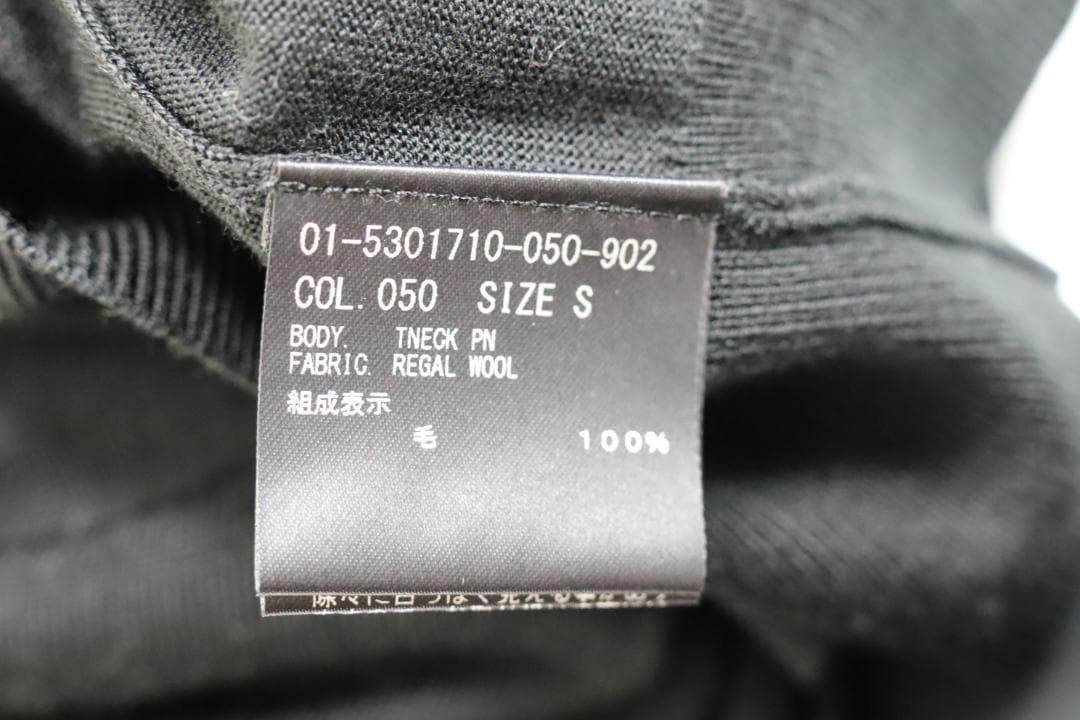 01-5301710-050-902
COL. 050 SIZE S
BODY. TNECK PN
FABRIC. REGAL WOOL
組成表示
毛 100%